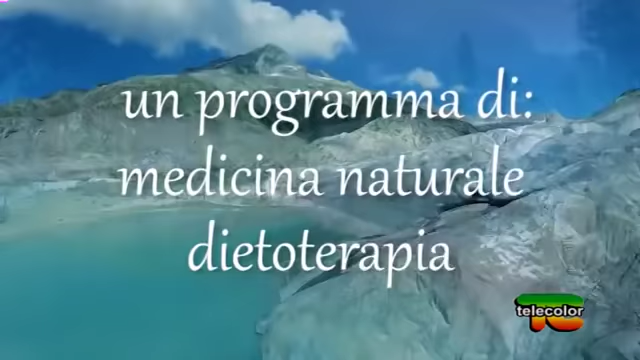 un programma di:
medicina naturale
dietoterapia
telecolor